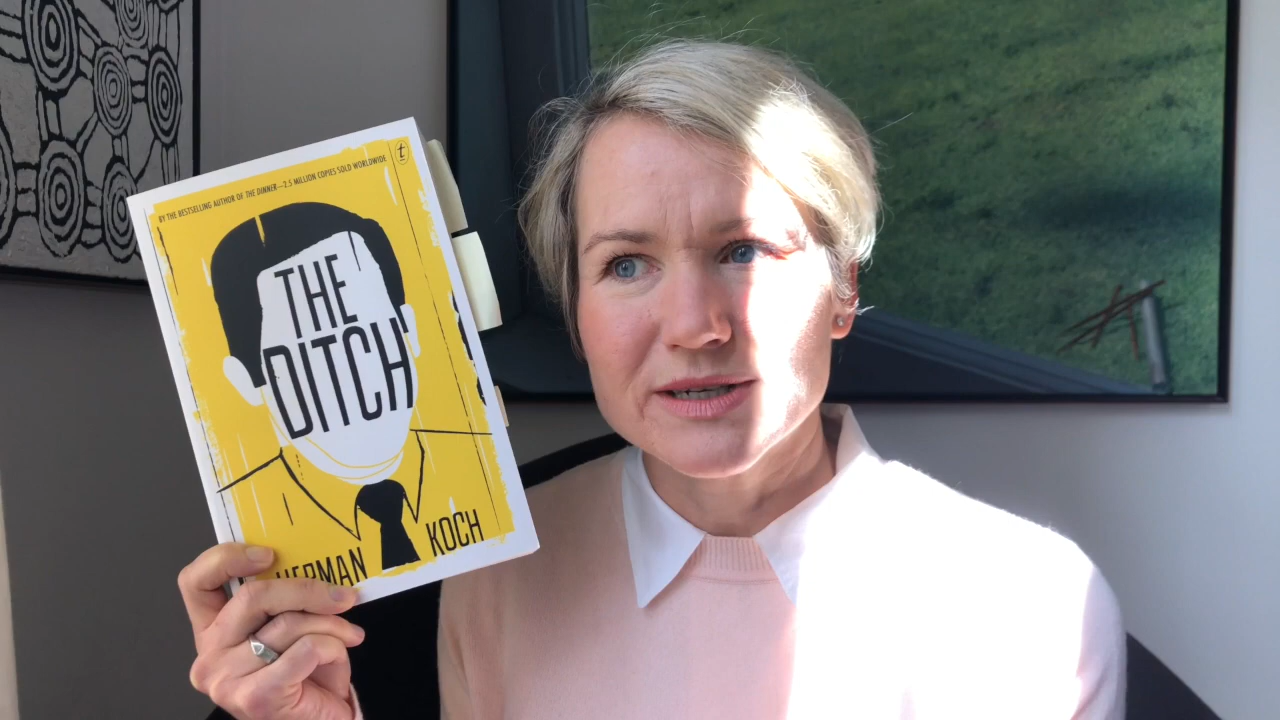 BY THE BESTSELLING AUTHOR OF THE DINNER—2.5 MILLION COPIES SOLD WORLDWIDE
t
THE
DITCH
HERMAN
KOCH